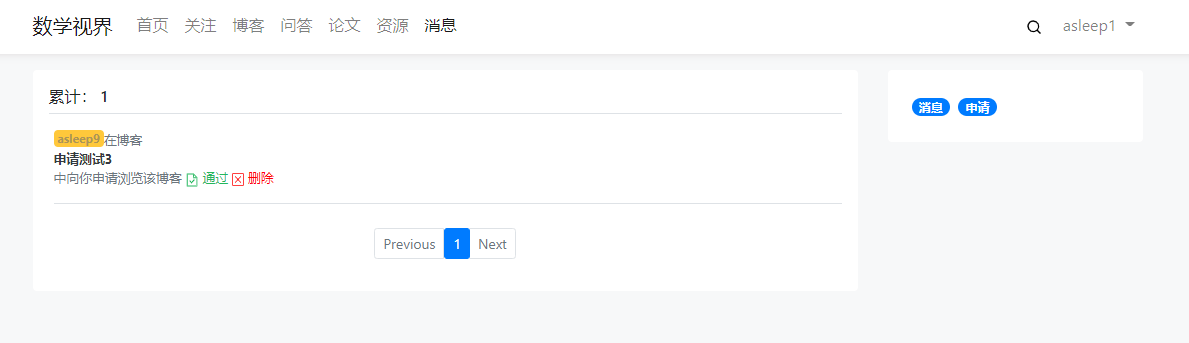 数学视界 首页 关注 博客 问答 论文 资源 消息 asleep1
累计： 1
消息 申请
asleep9在博客
申请测试3
中向你申请浏览该博客 通过 删除
Previous 1 Next